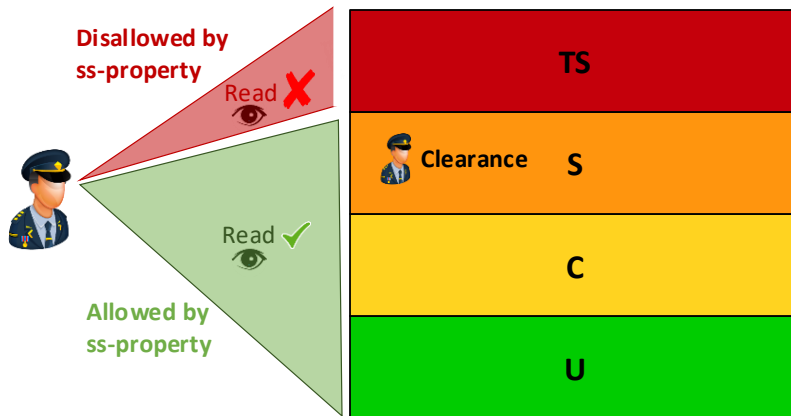 Disallowed by
ss-property
Read
TS
Clearance
S
Read
C
Allowed by
ss-property
U